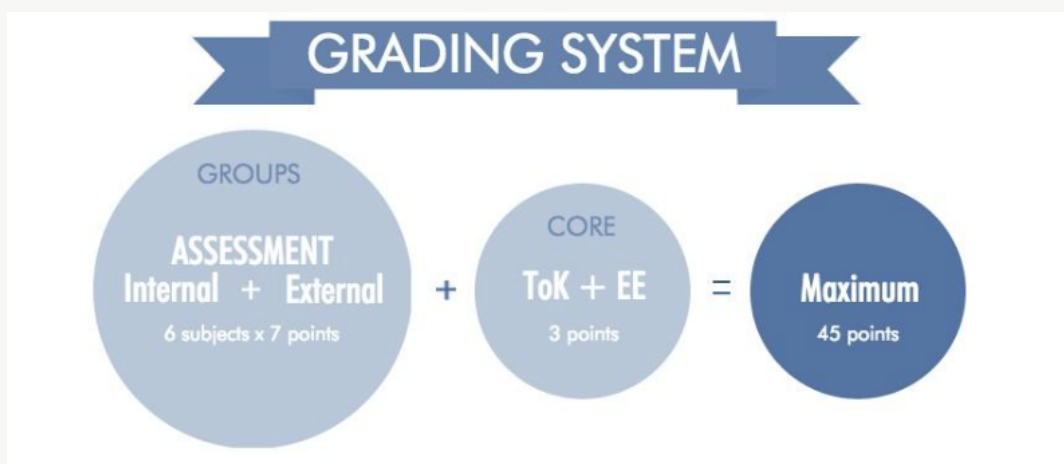 GRADING SYSTEM
GROUPS
ASSESSMENT
Internal + External
6 subjects x 7 points
+
CORE
ToK + EE
3 points
=
Maximum
45 points